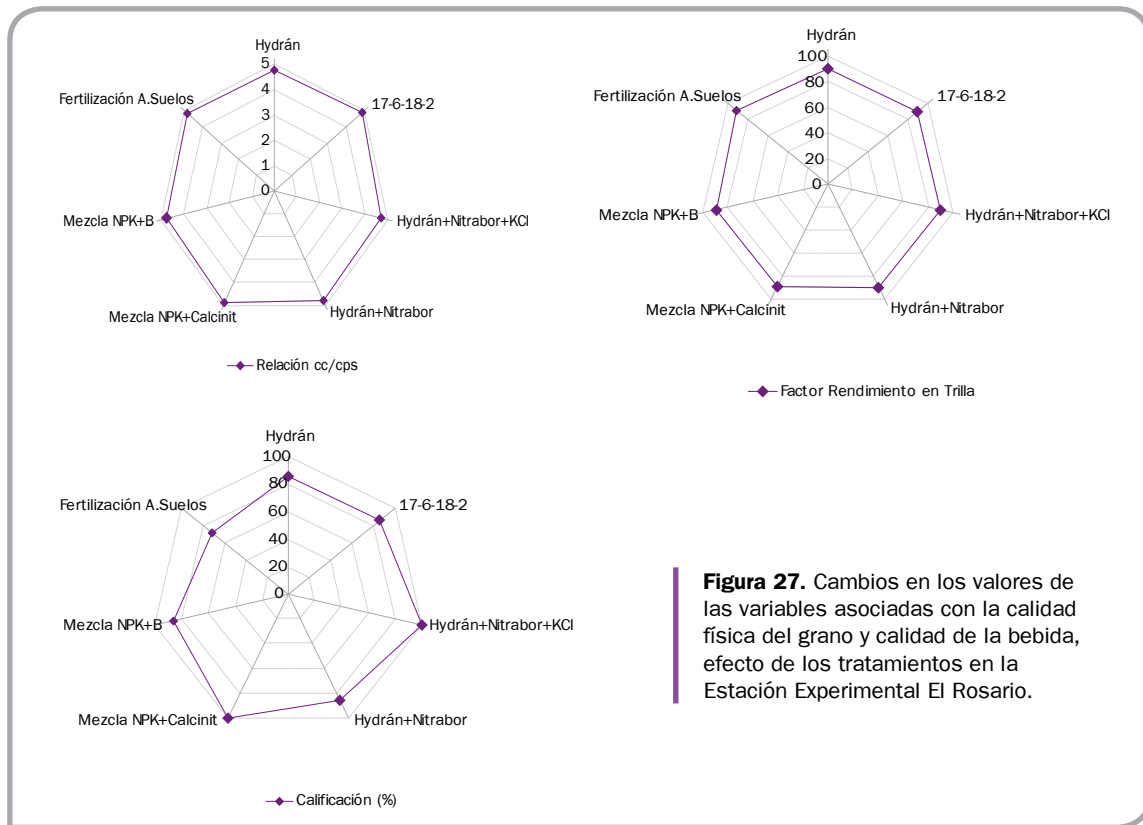 Hydrán
5
4
3
2
1
0
17-6-18-2
Hydrán+Nitrabor+KCl
Hydrán+Nitrabor
Mezcla NPK+Calcinit
Mezcla NPK+B
Fertilización A.Suelos
Relación cc/cps
Hydrán
100
80
60
40
20
0
17-6-18-2
Hydrán+Nitrabor+KCl
Hydrán+Nitrabor
Mezcla NPK+Calcinit
Mezcla NPK+B
Fertilización A.Suelos
Factor Rendimiento en Trilla
Hydrán
100
80
60
40
20
0
17-6-18-2
Hydrán+Nitrabor+KCl
Hydrán+Nitrabor
Mezcla NPK+Calcinit
Mezcla NPK+B
Fertilización A.Suelos
Calificación (%)
Figura 27. Cambios en los valores de
las variables asociadas con la calidad
física del grano y calidad de la bebida,
efecto de los tratamientos en la
Estación Experimental El Rosario.